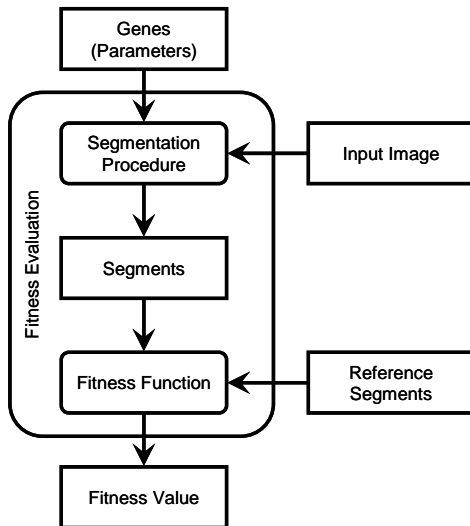 Genes
(Parameters)
Segmentation
Procedure
Input Image
Fitness Evaluation
Segments
Fitness Function
Reference
Segments
Fitness Value